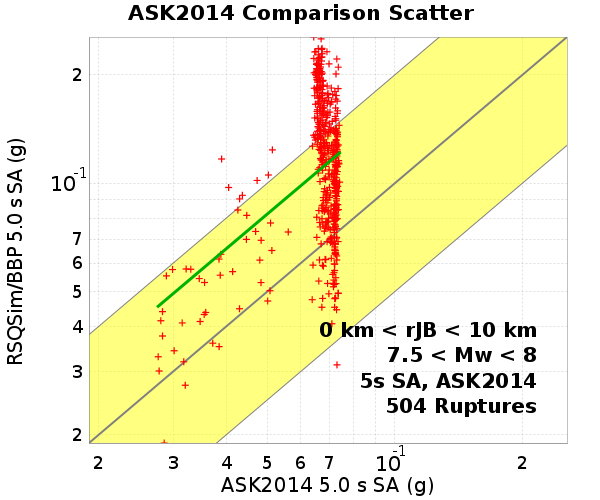 ASK2014 Comparison Scatter
RSQSim/BBP 5.0 s SA (g)
2
10-1
7
6
5
4
3
2
0 km < rJB < 10 km
7.5 < Mw < 8
5s SA, ASK2014
504 Ruptures
2 3 4 5 6 7 10-1 2
ASK2014 5.0 s SA (g)